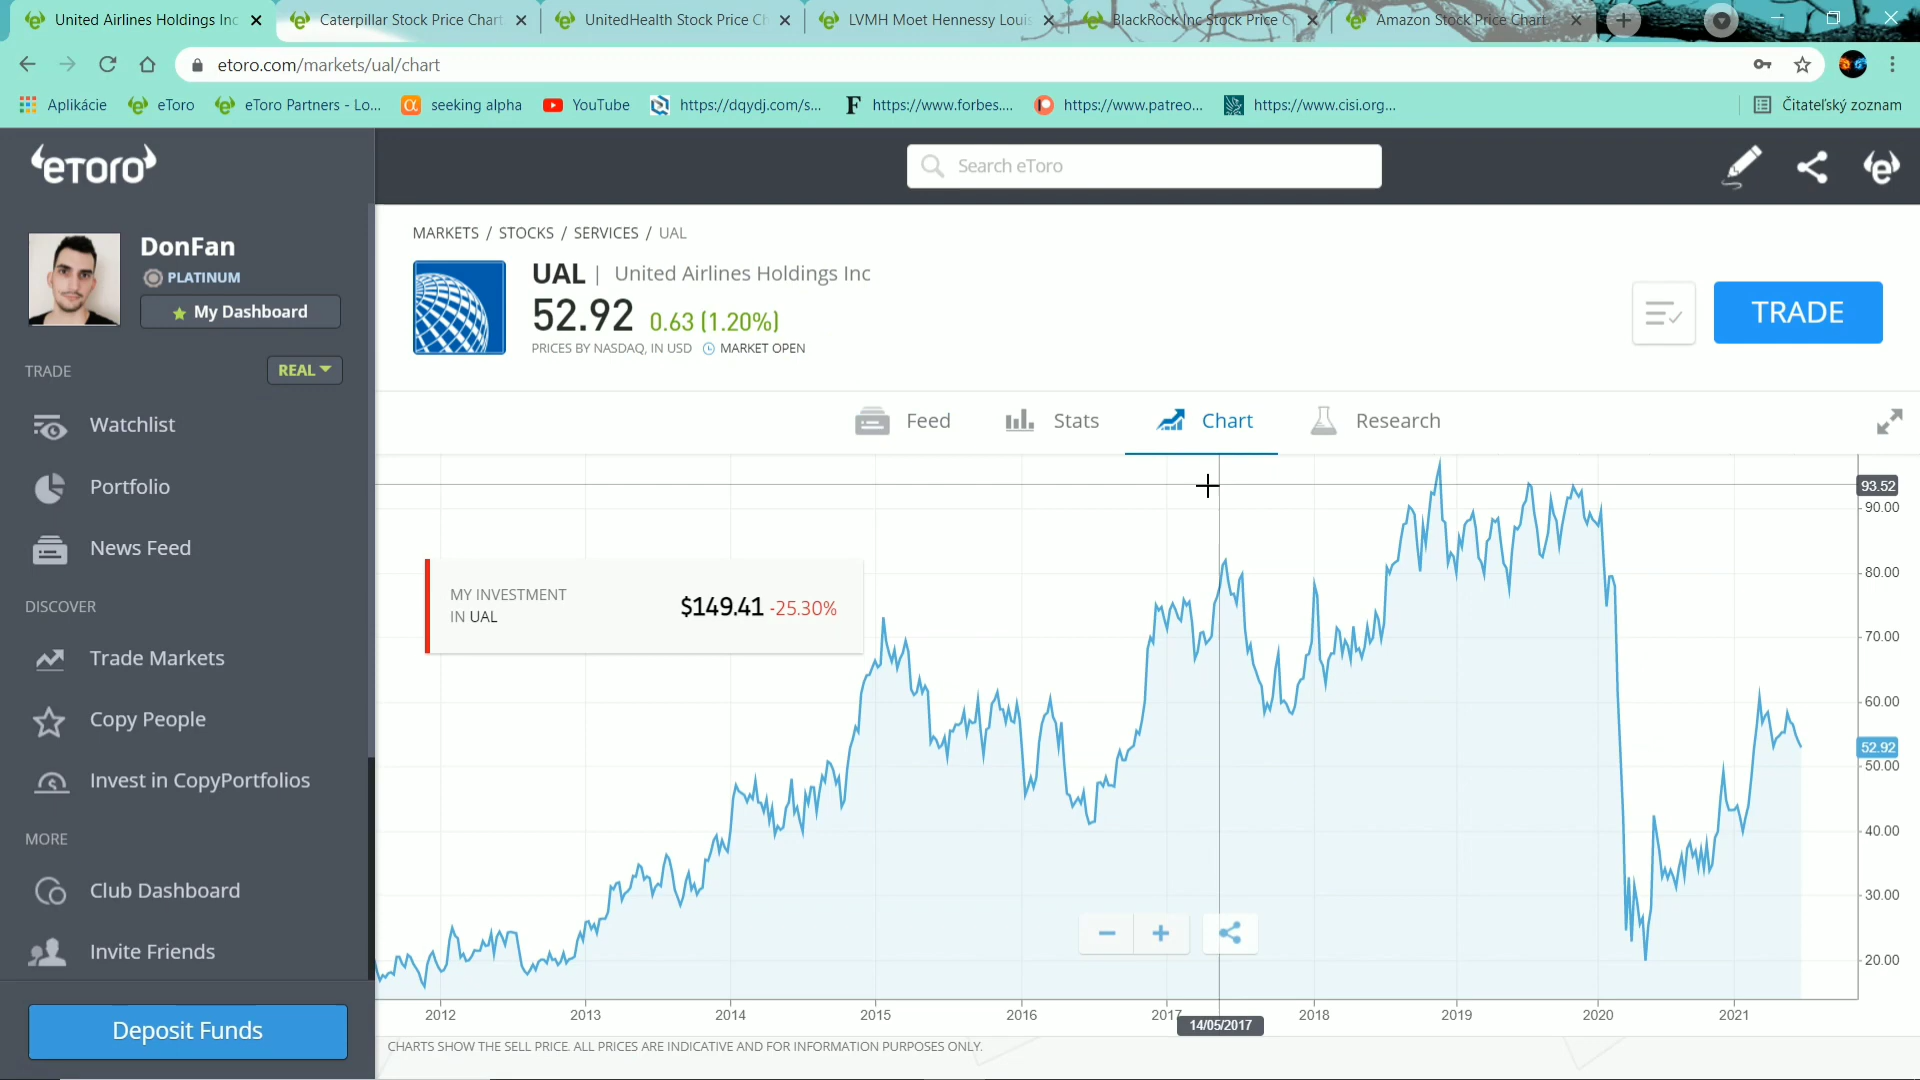 United Airlines Holdings Inc
Caterpillar Stock Price Chart
UnitedHealth Stock Price Ch
LVMH Moet Hennessy Louis
BlackRock Inc Stock Price C
Amazon Stock Price Chart
etoro.com/markets/ual/chart
Aplikácie
eToro
eToro Partners - Lo...
seeking alpha
YouTube
https://dqydj.com/s...
https://www.forbes....
https://www.patreo...
https://www.cisi.org...
Čitateľský zoznam
eTORO
Search eToro
DonFan
PLATINUM
My Dashboard
TRADE
REAL
Watchlist
Portfolio
News Feed
DISCOVER
Trade Markets
Copy People
Invest in CopyPortfolios
MORE
Club Dashboard
Invite Friends
Deposit Funds
MARKETS / STOCKS / SERVICES / UAL
UAL | United Airlines Holdings Inc
52.92 0.63 (1.20%)
PRICES BY NASDAQ, IN USD MARKET OPEN
TRADE
Feed
Stats
Chart
Research
MY INVESTMENT
IN UAL
$149.41 -25.30%
93.52
90.00
80.00
70.00
60.00
52.92
50.00
40.00
30.00
20.00
2012
2013
2014
2015
2016
2017
2018
2019
2020
2021
14/05/2017
CHARTS SHOW THE SELL PRICE. ALL PRICES ARE INDICATIVE AND FOR INFORMATION PURPOSES ONLY.